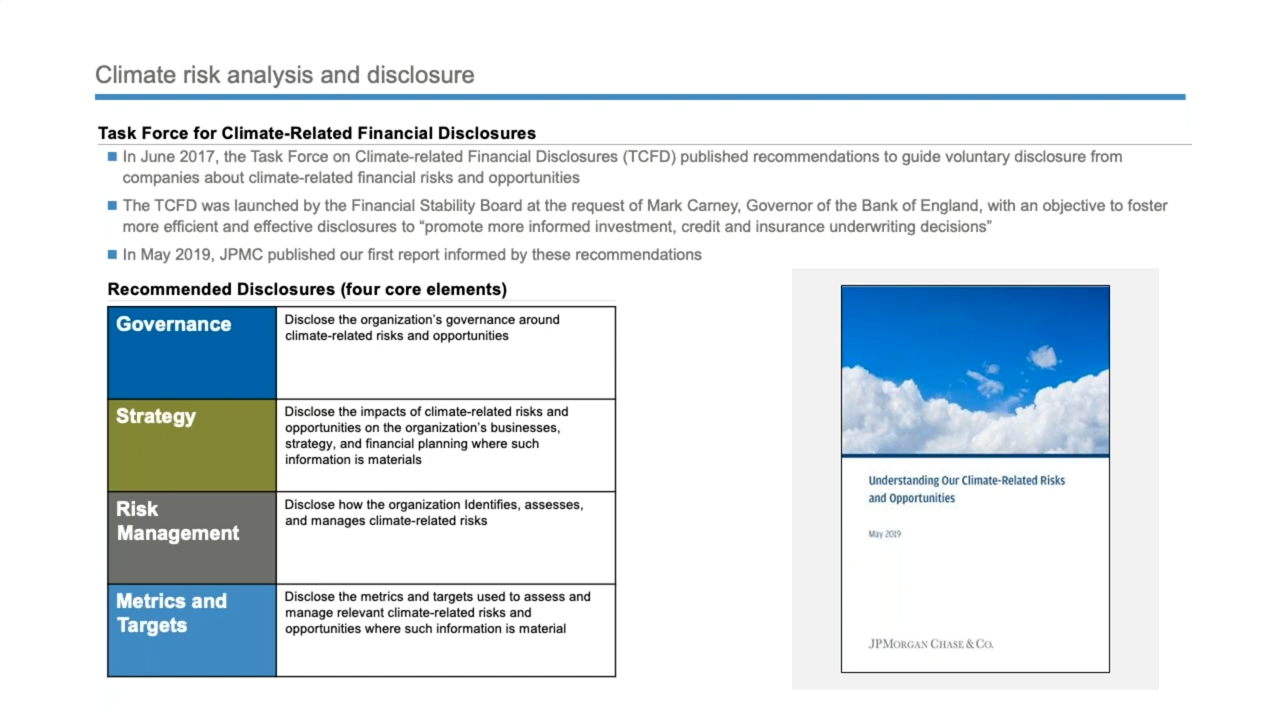 Climate risk analysis and disclosure
Task Force for Climate-Related Financial Disclosures
In June 2017, the Task Force on Climate-related Financial Disclosures (TCFD) published recommendations to guide voluntary disclosure from
companies about climate-related financial risks and opportunities
The TCFD was launched by the Financial Stability Board at the request of Mark Carney, Governor of the Bank of England, with an objective to foster
more efficient and effective disclosures to “promote more informed investment, credit and insurance underwriting decisions”
In May 2019, JPMC published our first report informed by these recommendations
Recommended Disclosures (four core elements)
Governance
Disclose the organization’s governance around
climate-related risks and opportunities
Strategy
Disclose the impacts of climate-related risks and
opportunities on the organization’s businesses,
strategy, and financial planning where such
information is materials
Risk
Management
Disclose how the organization Identifies, assesses,
and manages climate-related risks
Metrics and
Targets
Disclose the metrics and targets used to assess and
manage relevant climate-related risks and
opportunities where such information is material
Understanding Our Climate-Related Risks
and Opportunities
May 2019
JPMORGAN CHASE & CO.